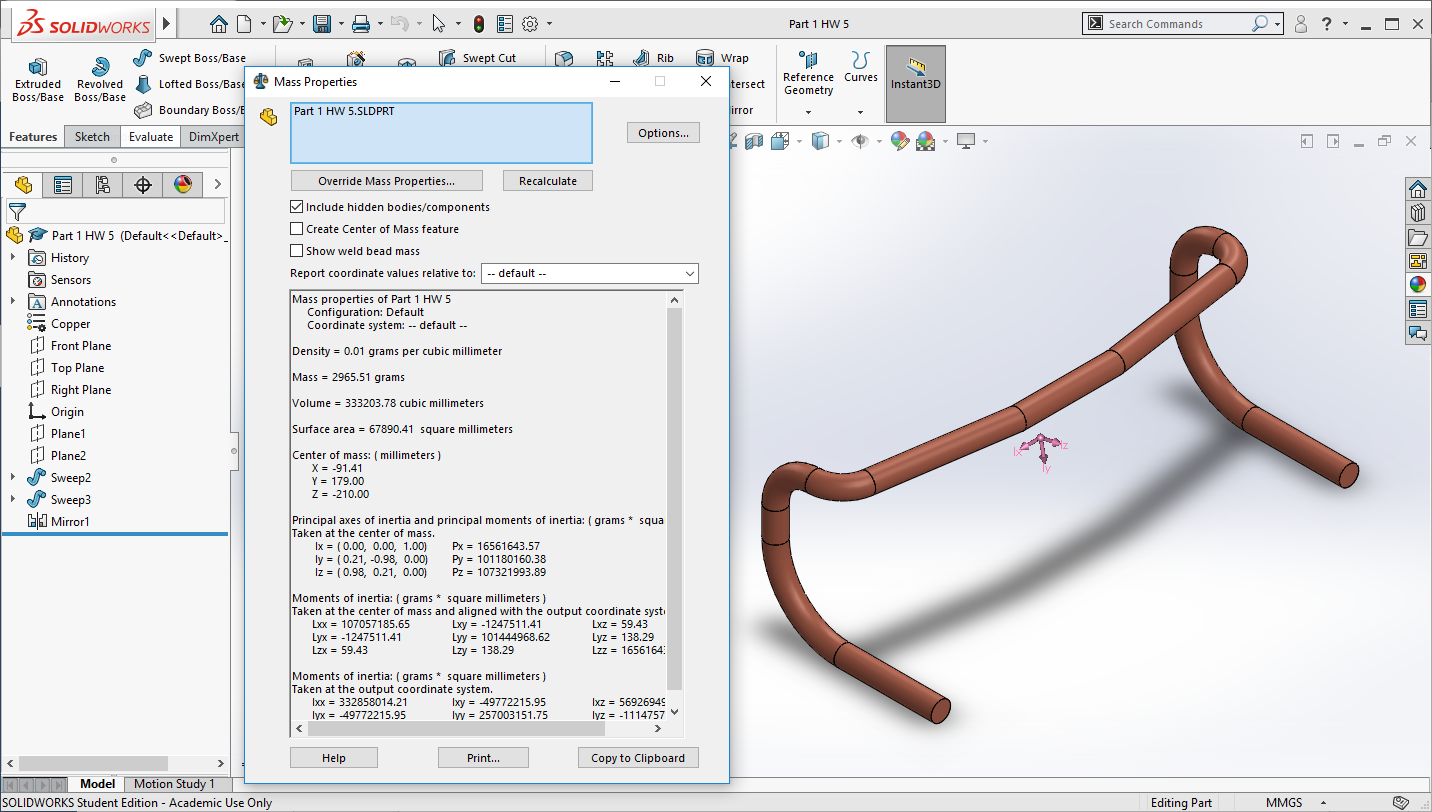 SOLIDWORKS
Part 1 HW 5
Search Commands
Extruded Boss/Base
Revolved Boss/Base
Swept Boss/Base
Lofted Boss/Base
Boundary Boss/B
Swept Cut
Rib
Wrap
tersect
irror
Reference Geometry
Curves
Instant3D
Features
Sketch
Evaluate
DimXpert
Part 1 HW 5 (Default<<Default>_
History
Sensors
Annotations
Copper
Front Plane
Top Plane
Right Plane
Origin
Plane1
Plane2
Sweep2
Sweep3
Mirror1
Mass Properties
Part 1 HW 5.SLDPRT
Options...
Override Mass Properties...
Recalculate
Include hidden bodies/components
Create Center of Mass feature
Show weld bead mass
Report coordinate values relative to: -- default --
Mass properties of Part 1 HW 5
Configuration: Default
Coordinate system: -- default --
Density = 0.01 grams per cubic millimeter
Mass = 2965.51 grams
Volume = 333203.78 cubic millimeters
Surface area = 67890.41 square millimeters
Center of mass: ( millimeters )
X = -91.41
Y = 179.00
Z = -210.00
Principal axes of inertia and principal moments of inertia: ( grams * squa
Taken at the center of mass.
Ix = ( 0.00, 0.00, 1.00) Px = 16561643.57
Iy = ( 0.21, -0.98, 0.00) Py = 101180160.38
Iz = ( 0.98, 0.21, 0.00) Pz = 107321993.89
Moments of inertia: ( grams * square millimeters )
Taken at the center of mass and aligned with the output coordinate syste
Lxx = 107057185.65 Lxy = -1247511.41 Lxz = 59.43
Lyx = -1247511.41 Lyy = 101444968.62 Lyz = 138.29
Lzx = 59.43 Lzy = 138.29 Lzz = 1656164
Moments of inertia: ( grams * square millimeters )
Taken at the output coordinate system.
Ixx = 332858014.21 Ixy = -49772215.95 Ixz = 56926949
Iyx = -49772215.95 Iyy = 257003151.75 Iyz = -1114757
Help
Print...
Copy to Clipboard
Ix
Iy
Iz
Model
Motion Study 1
SOLIDWORKS Student Edition - Academic Use Only
Editing Part
MMGS